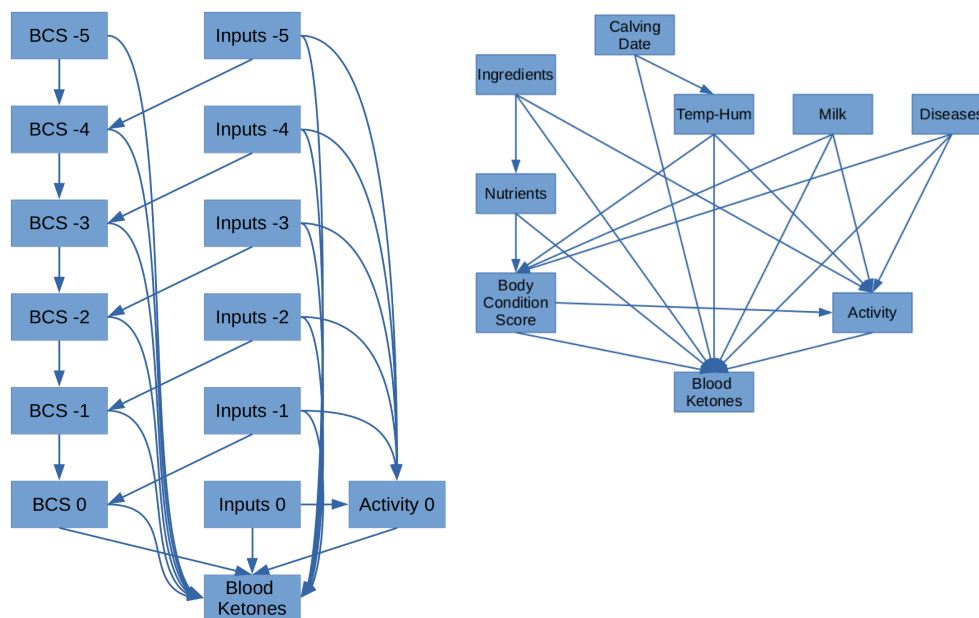 BCS -5
Inputs -5
BCS -4
Inputs -4
BCS -3
Inputs -3
BCS -2
Inputs -2
BCS -1
Inputs -1
BCS 0
Inputs 0
Activity 0
Blood
Ketones
Calving
Date
Ingredients
Temp-Hum
Milk
Diseases
Nutrients
Body
Condition
Score
Activity
Blood
Ketones